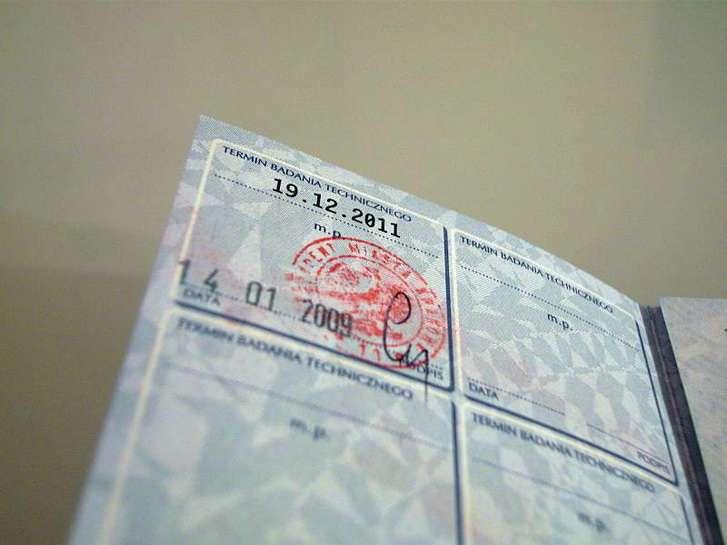 TERMIN BADANIA TECHNICZNEGO
19.12.2011
m.p.
14 01 2009
DATA
PODPIS
TERMIN BADANIA TECHNICZNEGO
m.p.
DATA
PODPIS
TERMIN BADANIA TECHNICZNEGO
m.p.
TERMIN BADANIA TECHNICZNEGO
m.p.